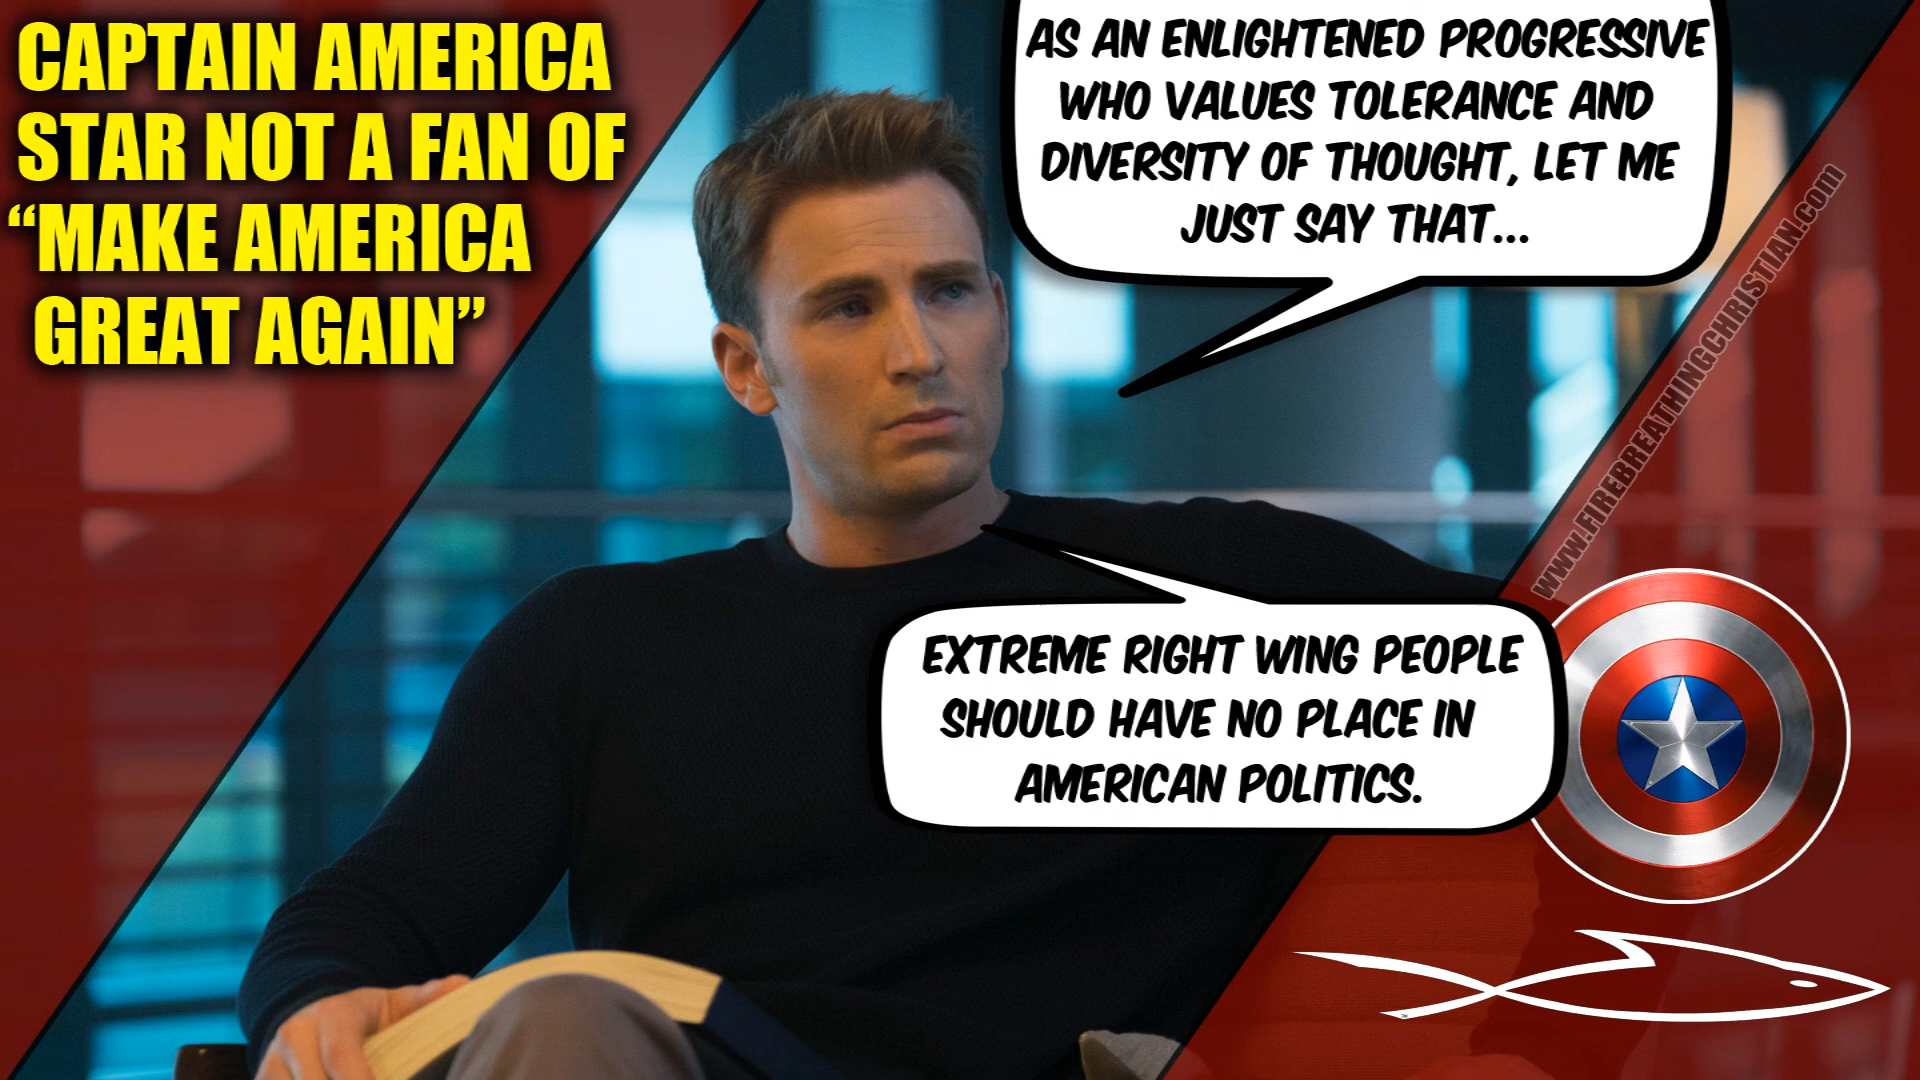 CAPTAIN AMERICA
STAR NOT A FAN OF
“MAKE AMERICA
GREAT AGAIN”
AS AN ENLIGHTENED PROGRESSIVE
WHO VALUES TOLERANCE AND
DIVERSITY OF THOUGHT, LET ME
JUST SAY THAT...
EXTREME RIGHT WING PEOPLE
SHOULD HAVE NO PLACE IN
AMERICAN POLITICS.
www.FIREBREATHINGCHRISTIAN.com